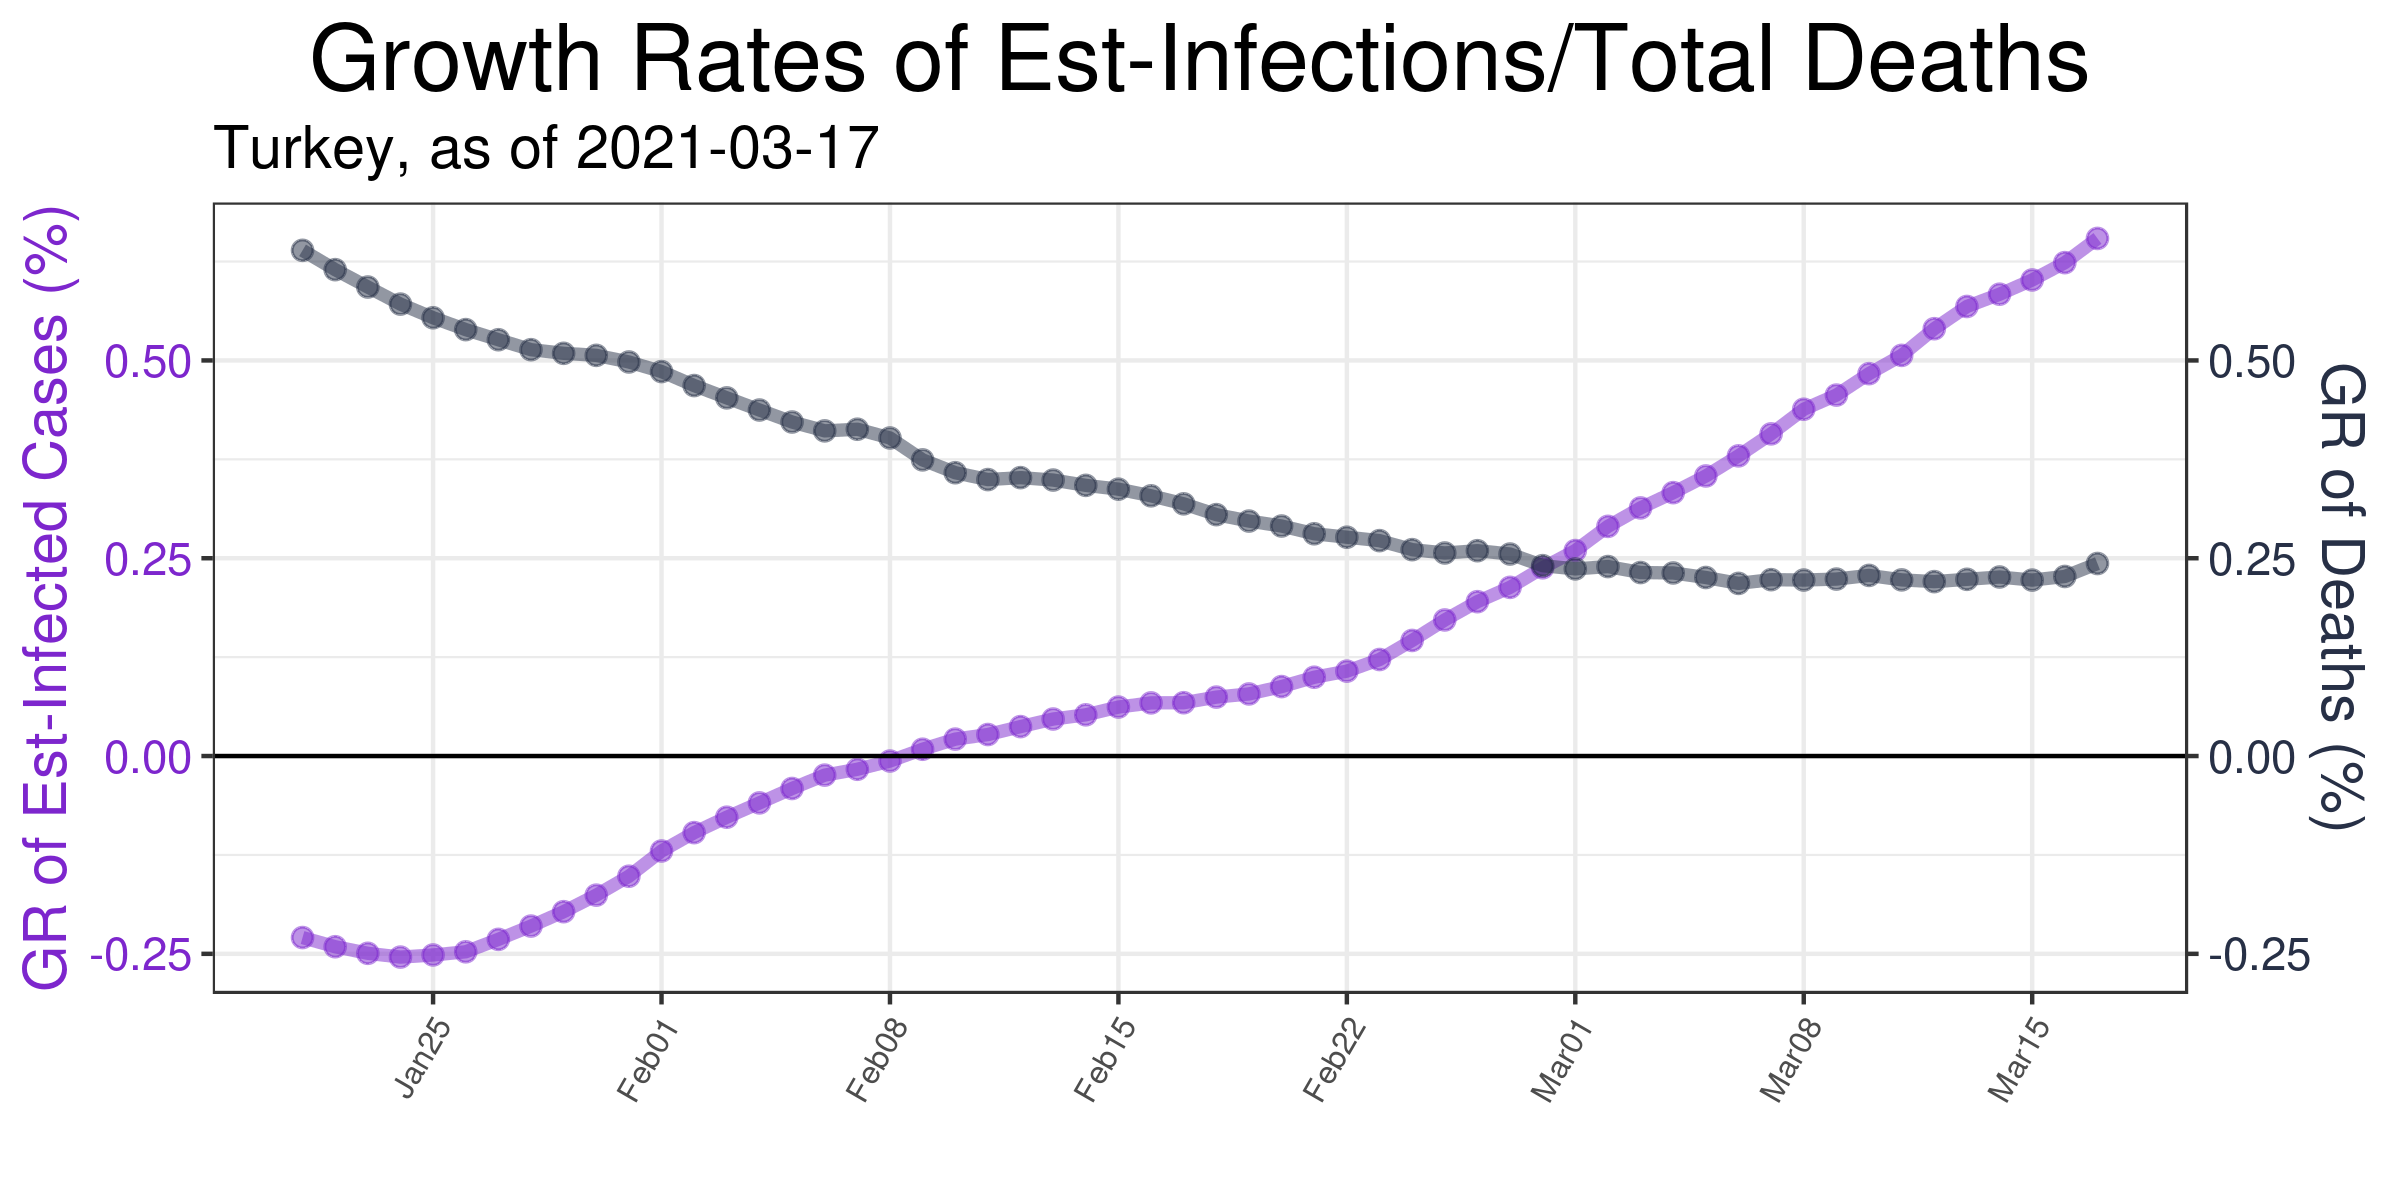 Growth Rates of Est-Infections/Total Deaths
Turkey, as of 2021-03-17
GR of Est-Infected Cases (%)
0.50
0.25
0.00
-0.25
0.50
0.25
0.00
-0.25
GR of Deaths (%)
Jan25
Feb01
Feb08
Feb15
Feb22
Mar01
Mar08
Mar15